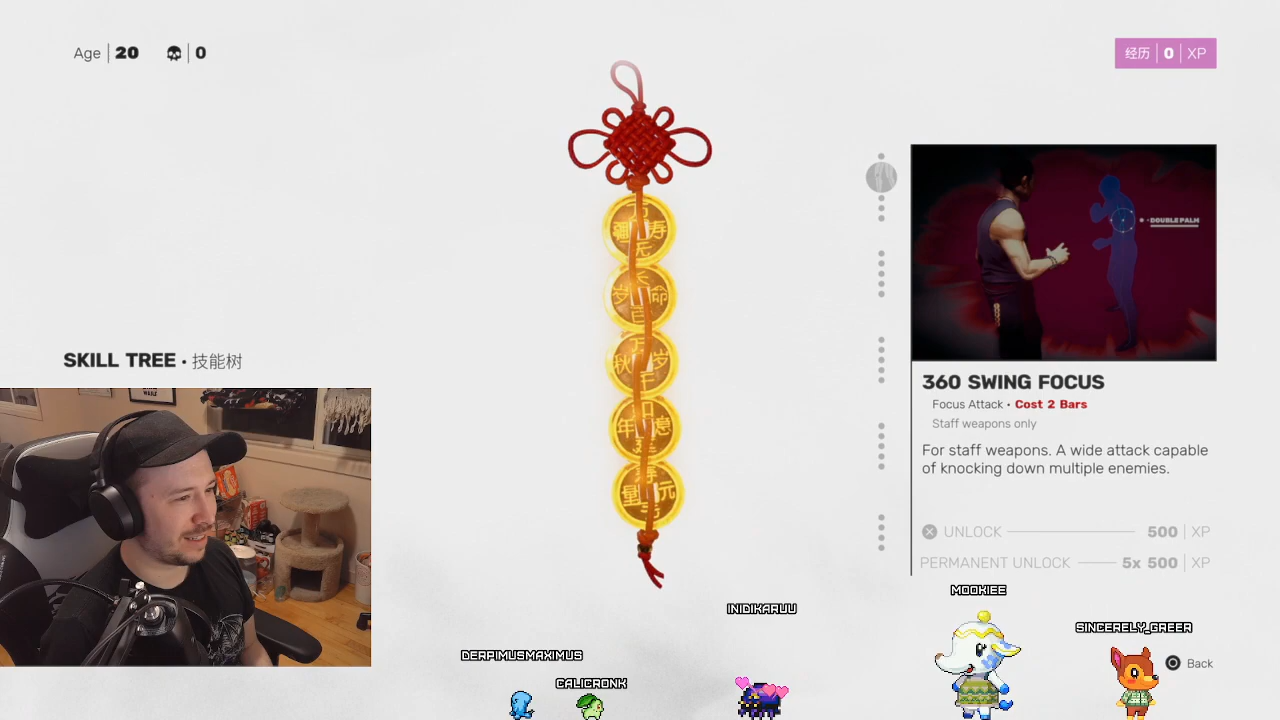 Age 20 0
经历 0 XP
DOUBLE PALM
SKILL TREE • 技能树
360 SWING FOCUS
Focus Attack • Cost 2 Bars
Staff weapons only
For staff weapons. A wide attack capable
of knocking down multiple enemies.
UNLOCK 500 XP
PERMANENT UNLOCK 5x 500 XP
MOOKIEE
INIDIKARUU
SINCERELY_GREER
DERPIMUSMAXIMUS
CALICRONK
Back